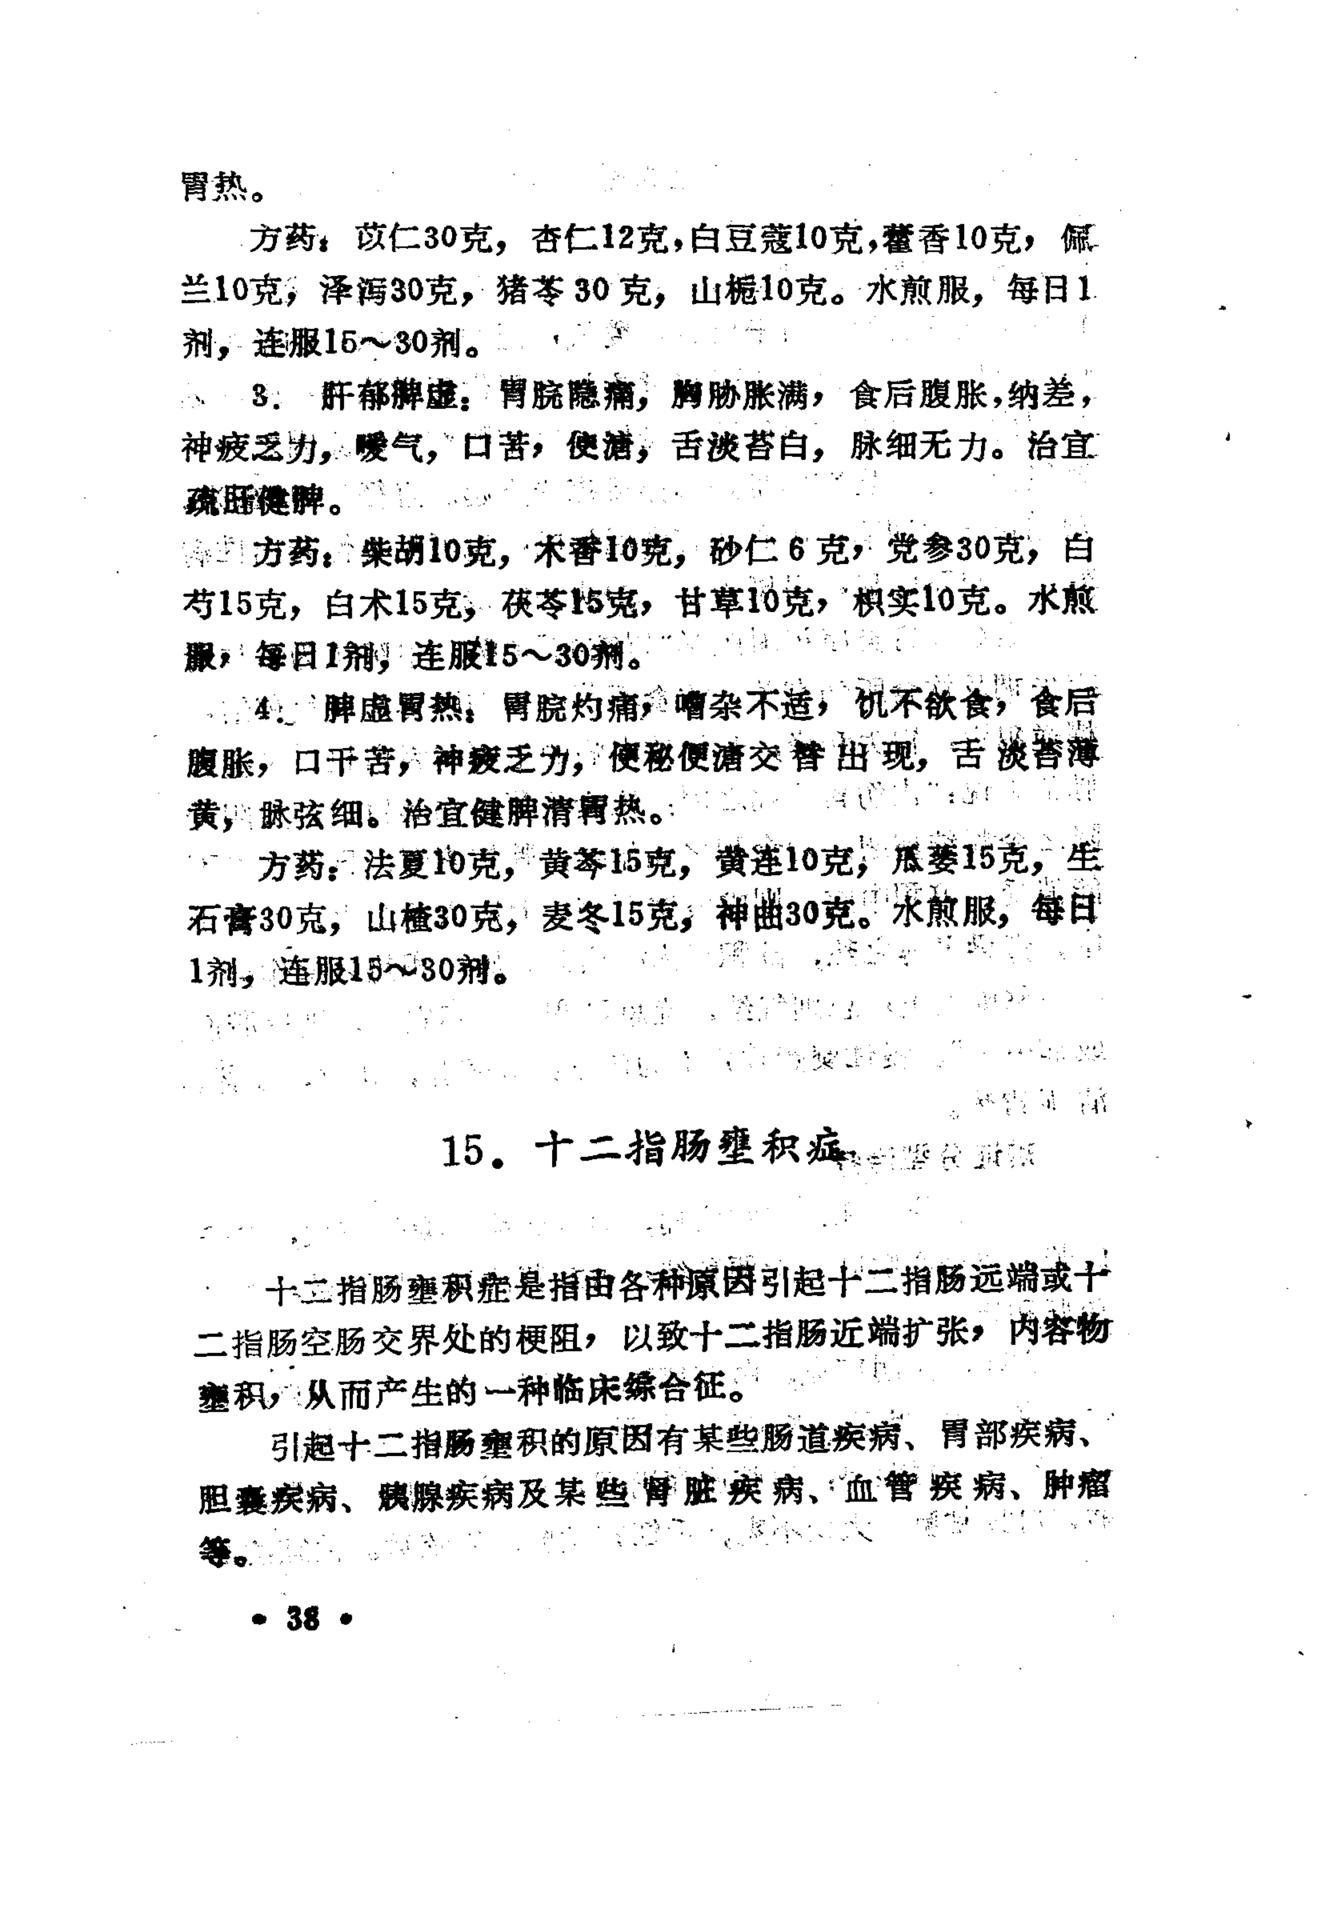 胃热。
方药：苡仁30克，杏仁12克，白豆蔻10克，藿香10克，佩
兰10克，泽泻30克，猪苓30克，山栀10克。水煎服，每日1
剂，连服15～30剂。
3．肝郁脾虚：胃脘隐痛，胸胁胀满，食后腹胀，纳差，
神疲乏力，嗳气，口苦，便溏，舌淡苔白，脉细无力。治宜
疏肝健脾。
方药：柴胡10克，木香10克，砂仁6克，党参30克，白
芍15克，白术15克，茯苓15克，甘草10克，枳实10克。水煎
服，每日1剂，连服15～30剂。
4．脾虚胃热：胃脘灼痛，嘈杂不适，饥不欲食，食后
腹胀，口干苦，神疲乏力，便秘便溏交替出现，舌淡苔薄
黄，脉弦细。治宜健脾清胃热。
方药：法夏10克，黄芩15克，黄连10克，瓜蒌15克，生
石膏30克，山楂30克，麦冬15克，神曲30克。水煎服，每日
1剂，连服15～30剂。
15．十二指肠壅积症
十二指肠壅积症是指由各种原因引起十二指肠远端或十
二指肠空肠交界处的梗阻，以致十二指肠近端扩张，内容物
壅积，从而产生的一种临床综合征。
引起十二指肠壅积的原因有某些肠道疾病、胃部疾病、
胆囊疾病、胰腺疾病及某些肾脏疾病、血管疾病、肿瘤
等。
• 38 •